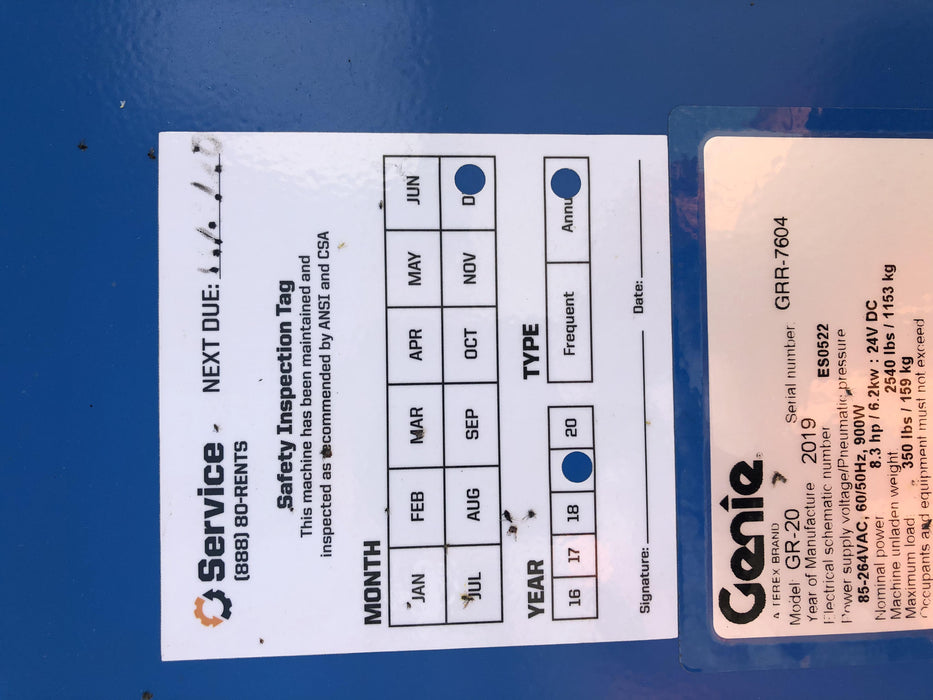 Service NEXT DUE:
(888) 80-RENTS
Safety Inspection Tag
This machine has been maintained and
inspected as recommended by ANSI and CSA
MONTH
JAN FEB MAR APR MAY JUN
JUL AUG SEP OCT NOV D
YEAR TYPE
16 17 18 20 Frequent Annu
Signature: Date:
Genie
A TEREX BRAND
Model GR-20 Serial number GRR-7604
Year of Manufacture 2019
Electrical schematic number ES0522
Power supply voltage/Pneumatic pressure
85-264VAC, 60/50Hz, 900W
Nominal power 8.3 hp / 6.2kw : 24V DC
Machine unladen weight 2540 lbs / 1153 kg
Maximum load 350 lbs / 159 kg
Occupants and equipment must not exceed